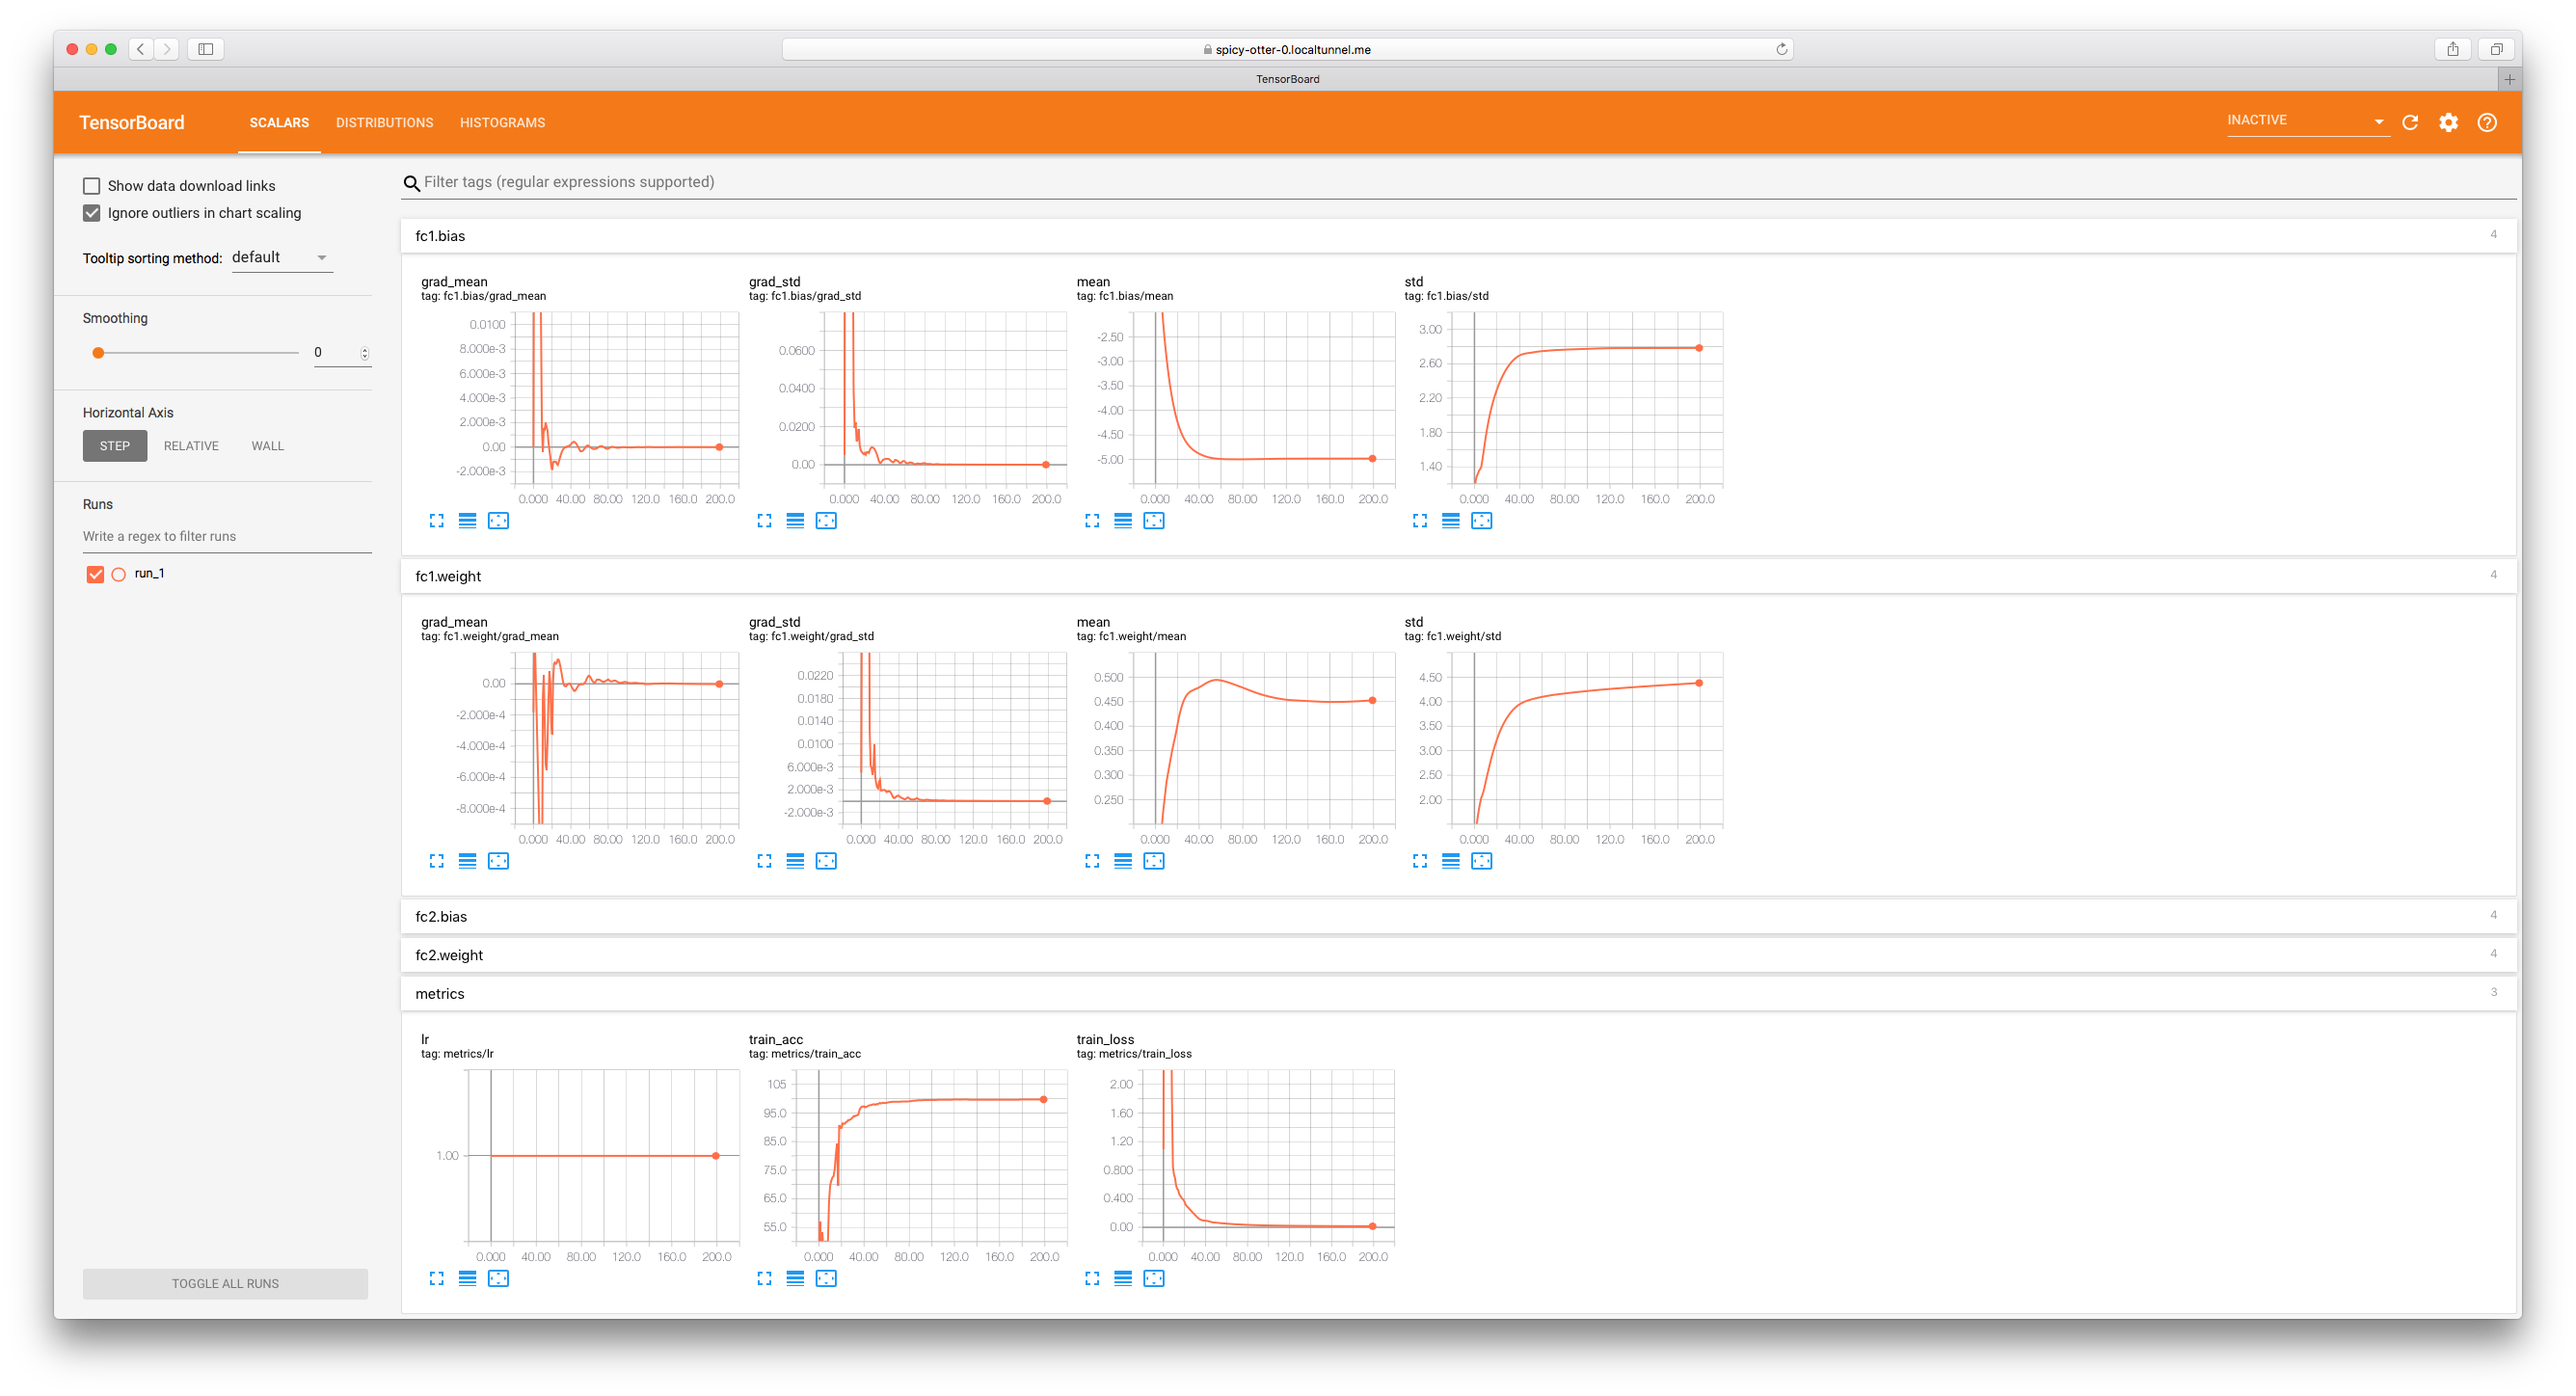 spicy-otter-0.localtunnel.me
TensorBoard
TensorBoard SCALARS DISTRIBUTIONS HISTOGRAMS INACTIVE
Show data download links
Ignore outliers in chart scaling
Tooltip sorting method: default
Smoothing
0
Horizontal Axis
STEP RELATIVE WALL
Runs
Write a regex to filter runs
run_1
TOGGLE ALL RUNS
Filter tags (regular expressions supported)
fc1.bias 4
grad_mean
tag: fc1.bias/grad_mean
0.0100
8.000e-3
6.000e-3
4.000e-3
2.000e-3
0.00
-2.000e-3
0.000 40.00 80.00 120.0 160.0 200.0
grad_std
tag: fc1.bias/grad_std
0.0600
0.0400
0.0200
0.00
0.000 40.00 80.00 120.0 160.0 200.0
mean
tag: fc1.bias/mean
-2.50
-3.00
-3.50
-4.00
-4.50
-5.00
0.000 40.00 80.00 120.0 160.0 200.0
std
tag: fc1.bias/std
3.00
2.60
2.20
1.80
1.40
0.000 40.00 80.00 120.0 160.0 200.0
fc1.weight 4
grad_mean
tag: fc1.weight/grad_mean
0.00
-2.000e-4
-4.000e-4
-6.000e-4
-8.000e-4
0.000 40.00 80.00 120.0 160.0 200.0
grad_std
tag: fc1.weight/grad_std
0.0220
0.0180
0.0140
0.0100
6.000e-3
2.000e-3
-2.000e-3
0.000 40.00 80.00 120.0 160.0 200.0
mean
tag: fc1.weight/mean
0.500
0.450
0.400
0.350
0.300
0.250
0.000 40.00 80.00 120.0 160.0 200.0
std
tag: fc1.weight/std
4.50
4.00
3.50
3.00
2.50
2.00
0.000 40.00 80.00 120.0 160.0 200.0
fc2.bias 4
fc2.weight 4
metrics 3
lr
tag: metrics/lr
1.00
0.000 40.00 80.00 120.0 160.0 200.0
train_acc
tag: metrics/train_acc
105
95.0
85.0
75.0
65.0
55.0
0.000 40.00 80.00 120.0 160.0 200.0
train_loss
tag: metrics/train_loss
2.00
1.60
1.20
0.800
0.400
0.00
0.000 40.00 80.00 120.0 160.0 200.0